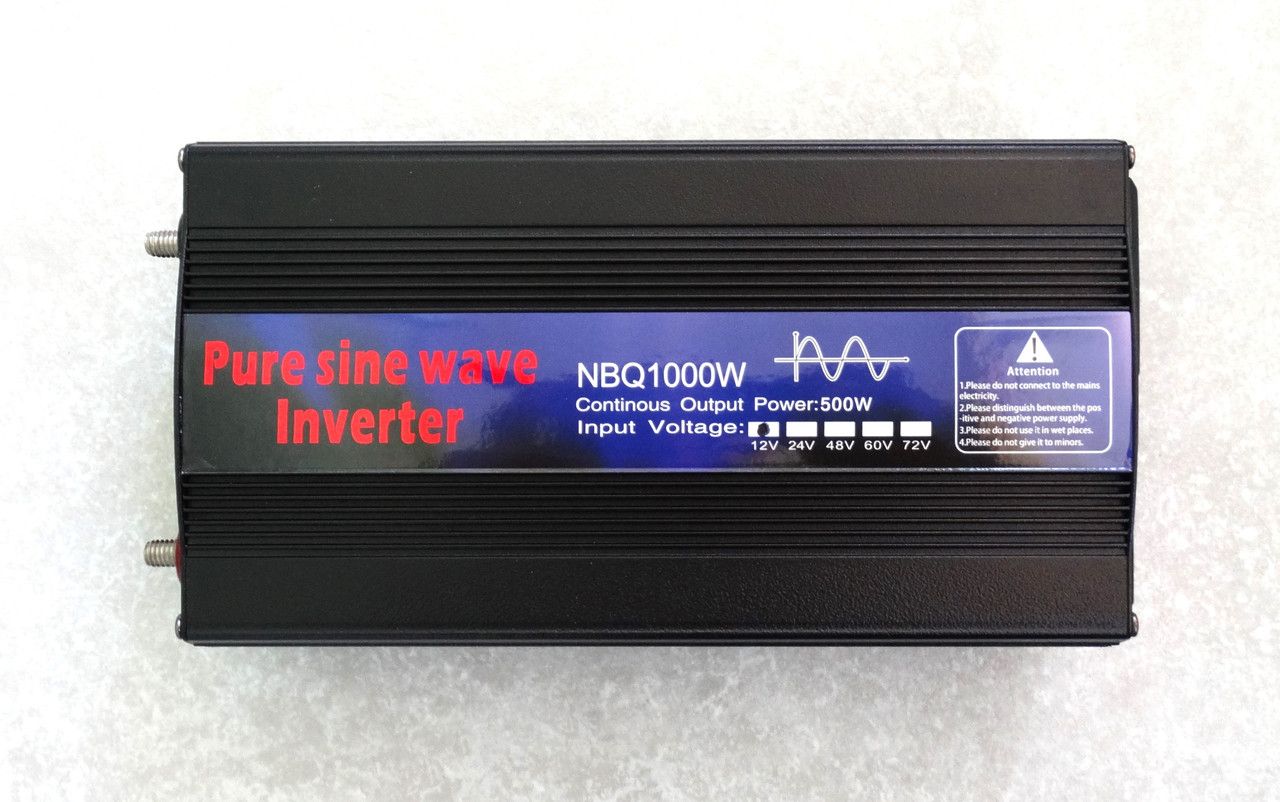 Pure sine wave
Inverter
NBQ1000W
Continous Output Power:500W
Input Voltage:
12V 24V 48V 60V 72V
Attention
1.Please do not connect to the mains
electricity.
2.Please distinguish between the pos
-itive and negative power supply.
3.Please do not use it in wet places.
4.Please do not give it to minors.